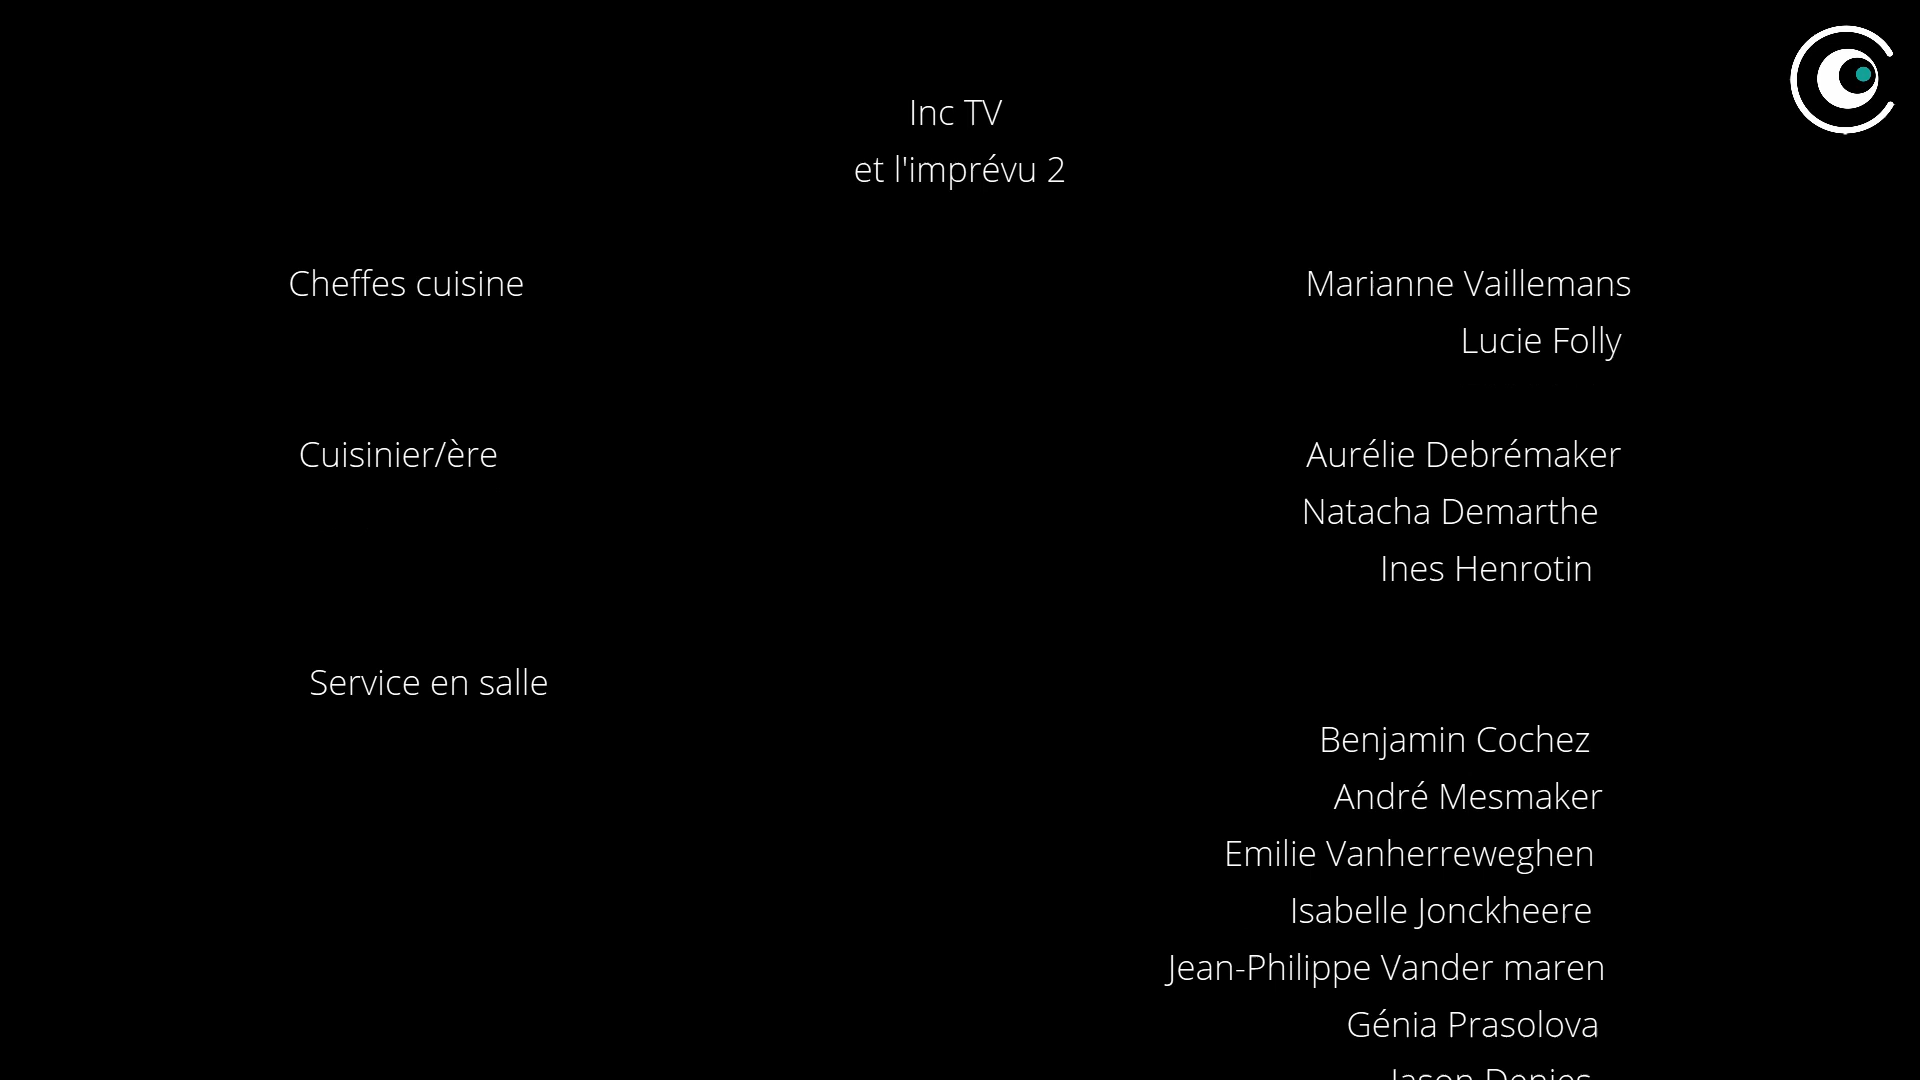 Inc TV
et l'imprévu 2
Cheffes cuisine Marianne Vaillemans
Lucie Folly
Cuisinier/ère Aurélie Debrémaker
Natacha Demarthe
Ines Henrotin
Service en salle
Benjamin Cochez
André Mesmaker
Emilie Vanherreweghen
Isabelle Jonckheere
Jean-Philippe Vander maren
Génia Prasolova